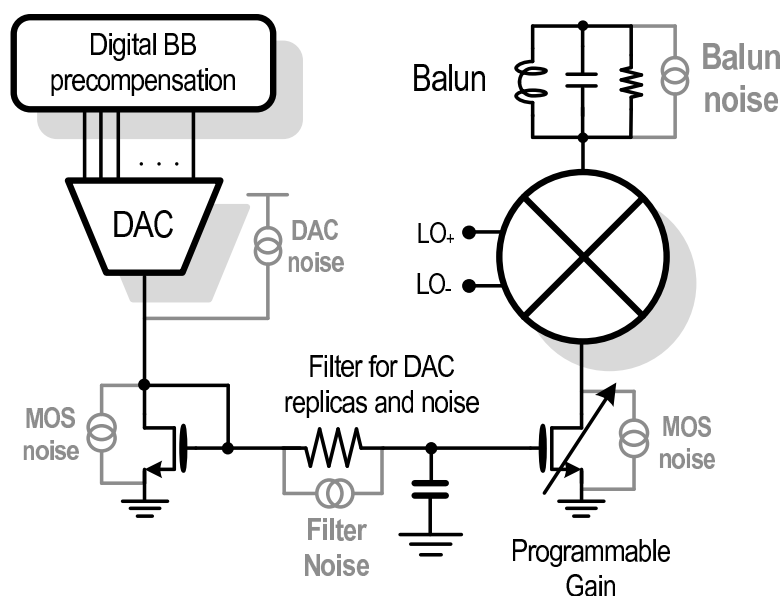 Digital BB
precompensation
. . .
DAC
DAC
noise
Balun
Balun
noise
LO+
LO-
Filter for DAC
replicas and noise
MOS
noise
MOS
noise
Filter
Noise
Programmable
Gain